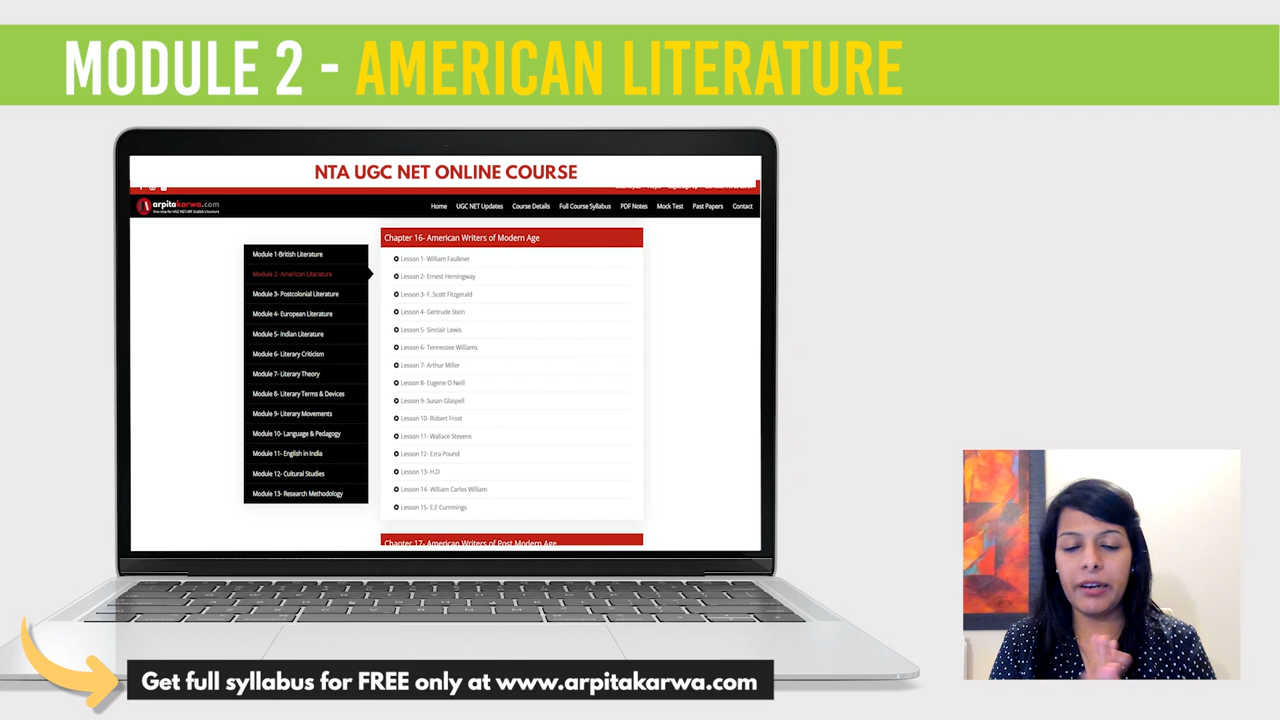 MODULE 2 - AMERICAN LITERATURE
NTA UGC NET ONLINE COURSE
arpitakarwa.com
Home UGC NET Updates Course Details Full Course Syllabus PDF Notes Mock Test Past Papers Contact
Module 1-British Literature
Module 2- American Literature
Module 3- Postcolonial Literature
Module 4- European Literature
Module 5- Indian Literature
Module 6- Literary Criticism
Module 7- Literary Theory
Module 8- Literary Terms & Devices
Module 9- Literary Movements
Module 10- Language & Pedagogy
Module 11- English in India
Module 12- Cultural Studies
Module 13- Research Methodology
Chapter 16- American Writers of Modern Age
Lesson 1- William Faulkner
Lesson 2- Ernest Hemingway
Lesson 3- F. Scott Fitzgerald
Lesson 4- Gertrude Stein
Lesson 5- Sinclair Lewis
Lesson 6- Tennessee Williams
Lesson 7- Arthur Miller
Lesson 8- Eugene O Neill
Lesson 9- Susan Glaspell
Lesson 10- Robert Frost
Lesson 11- Wallace Stevens
Lesson 12- Ezra Pound
Lesson 13- H.D
Lesson 14- William Carlos William
Lesson 15- E.E Cummings
Chapter 17- American Writers of Post Modern Age
Get full syllabus for FREE only at www.arpitakarwa.com